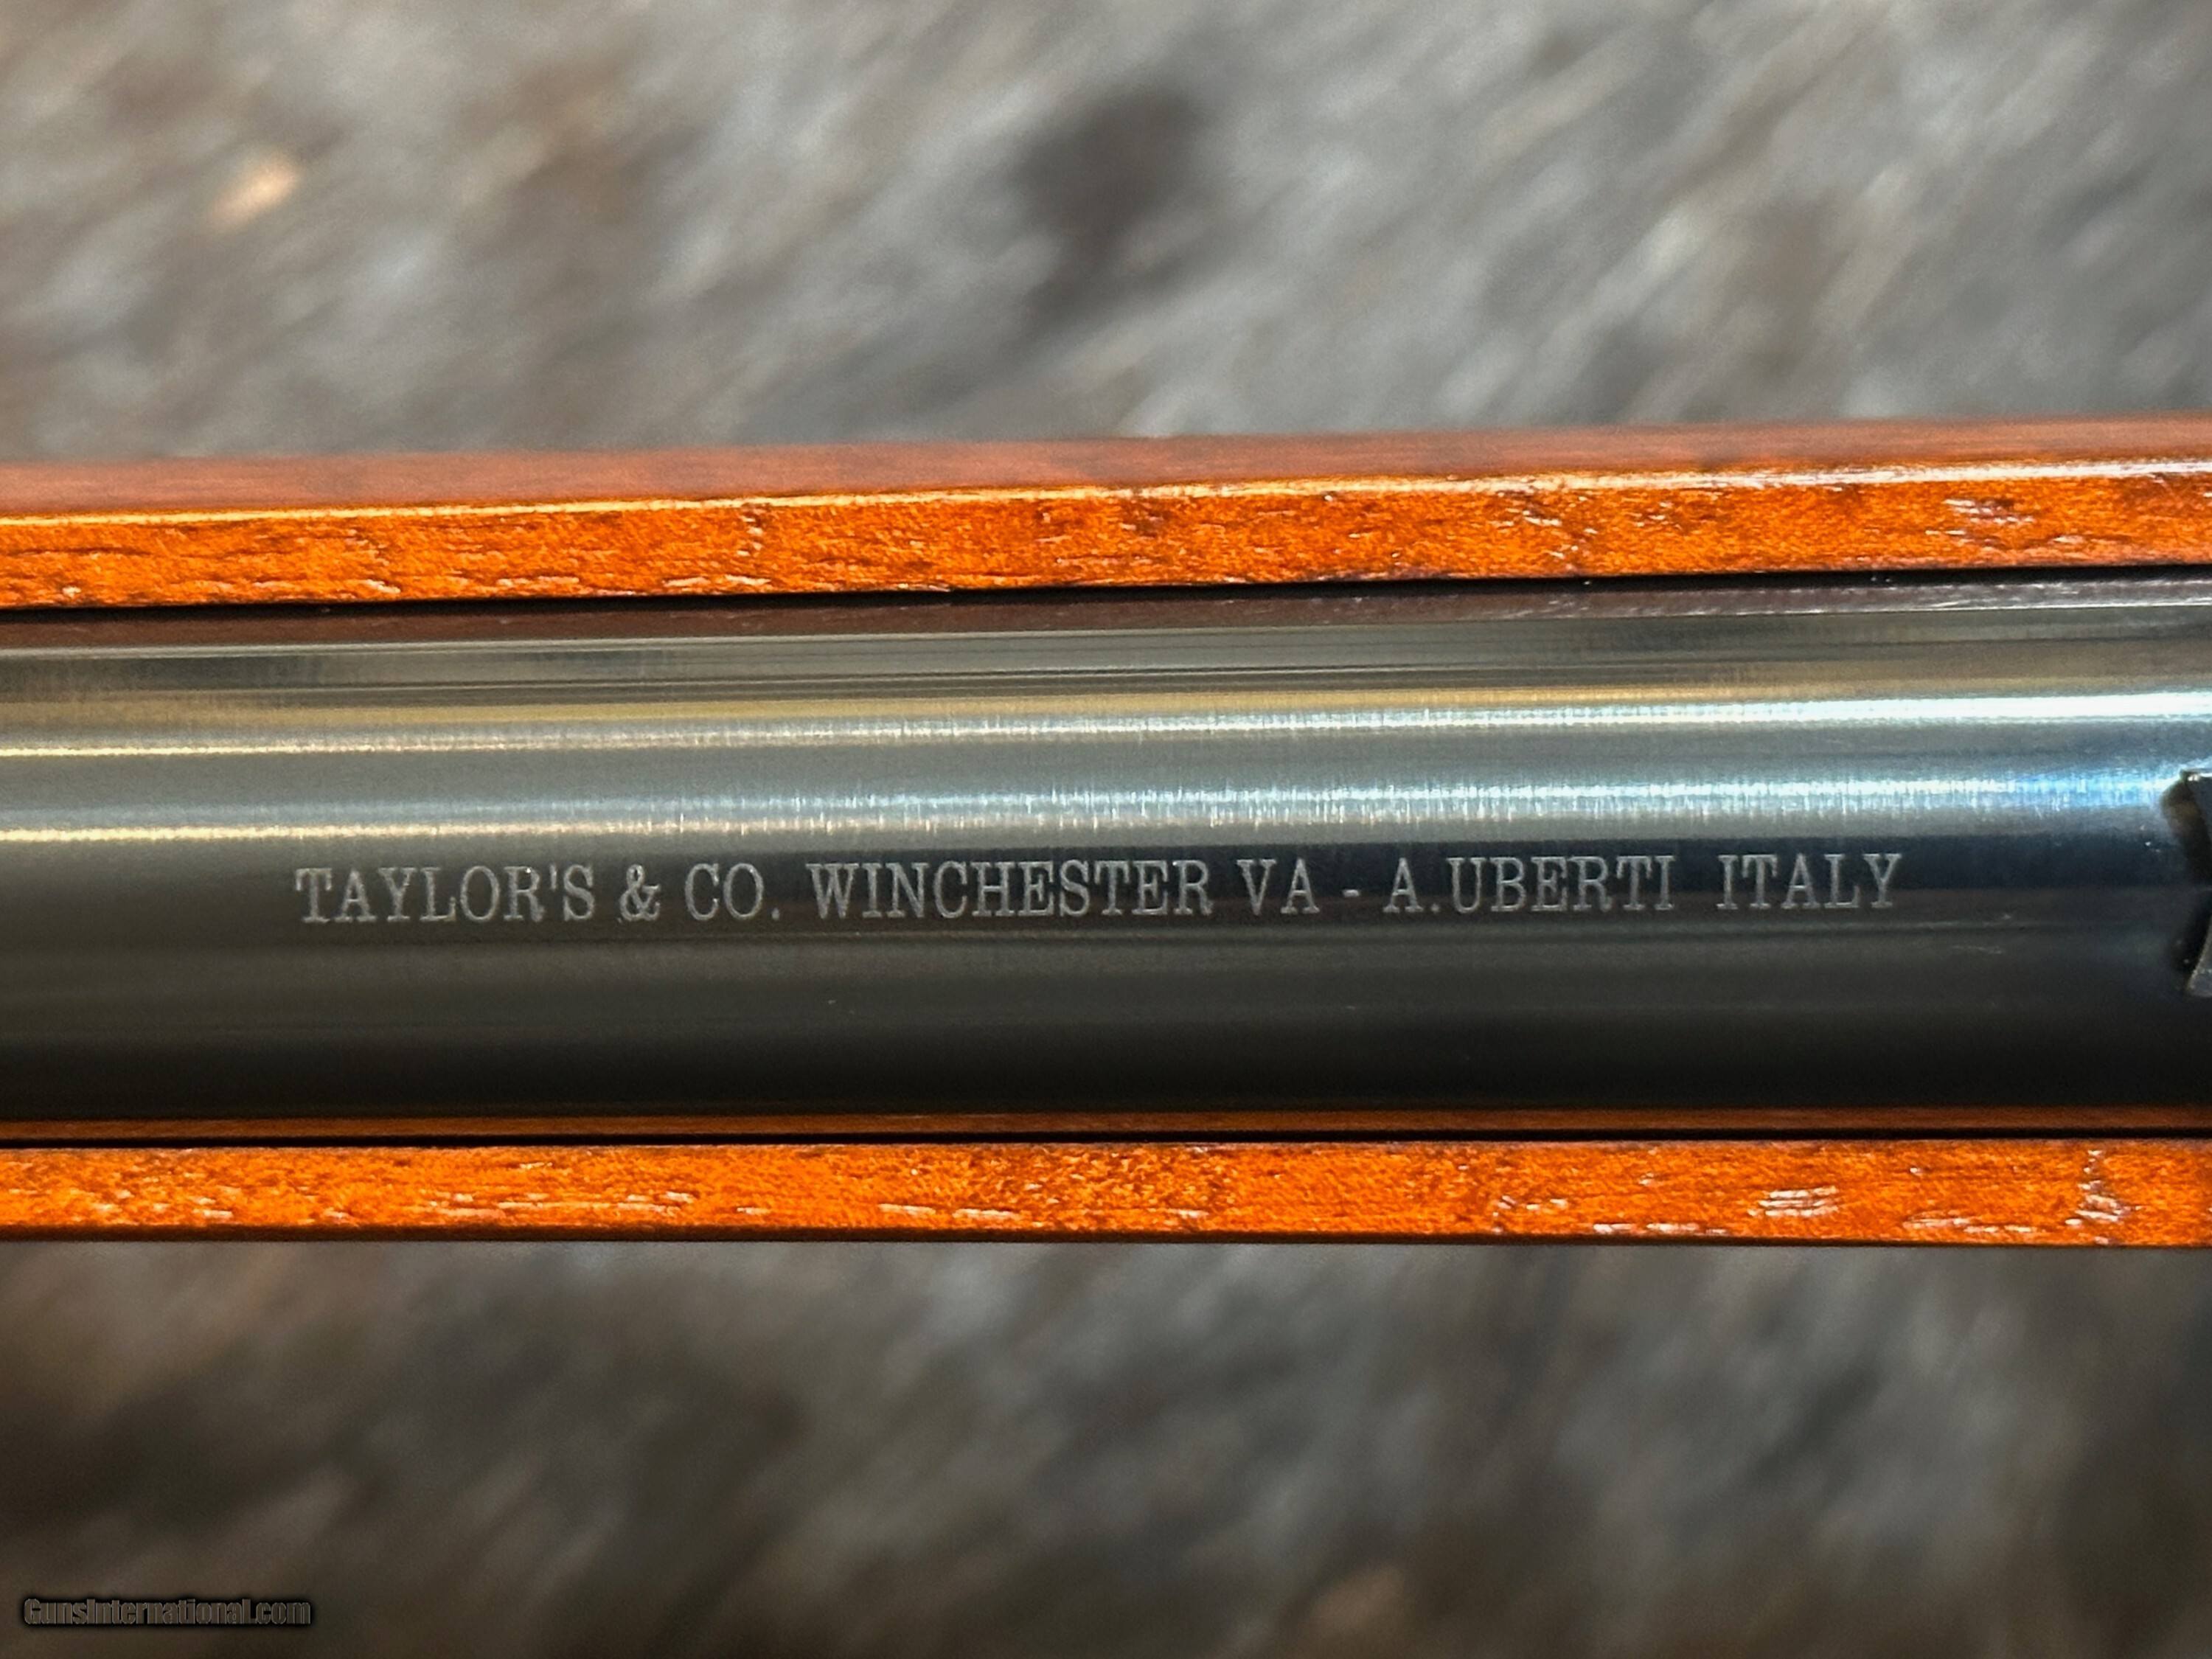 TAYLOR'S & CO. WINCHESTER VA - A.UBERTI ITALY
GunsInternational.com